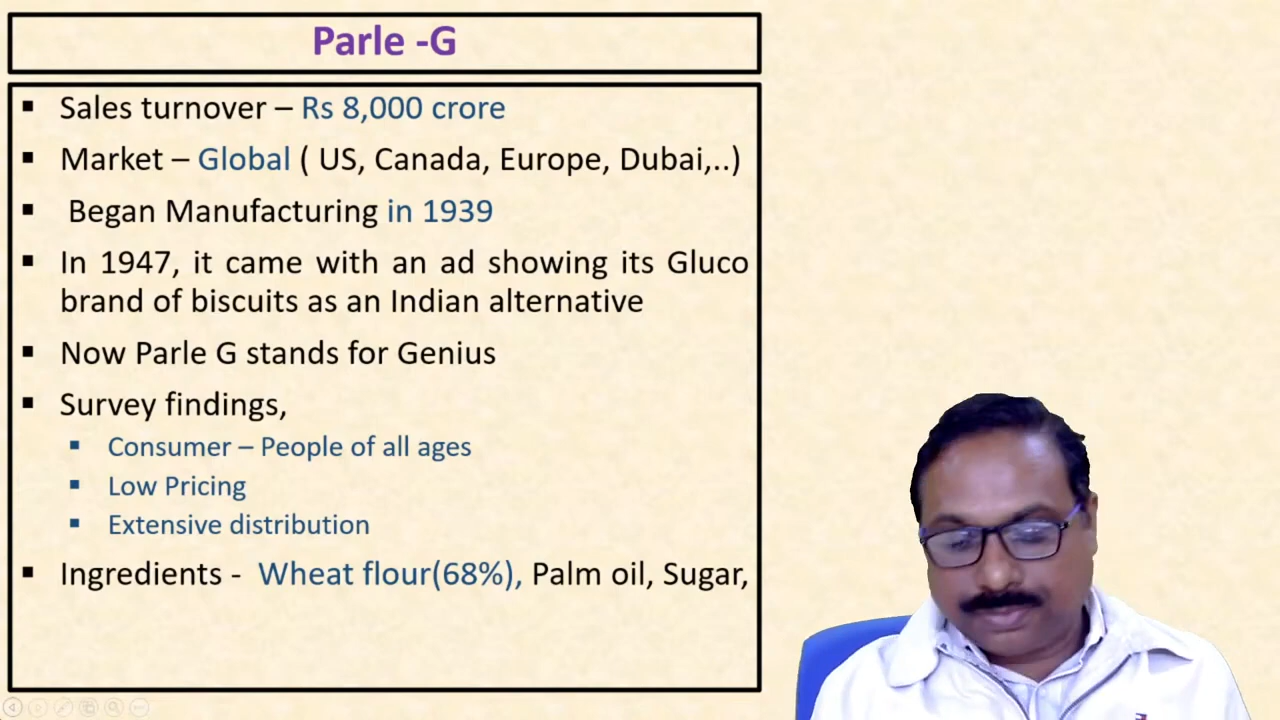 Parle -G
▪ Sales turnover – Rs 8,000 crore
▪ Market – Global ( US, Canada, Europe, Dubai,..)
▪ Began Manufacturing in 1939
▪ In 1947, it came with an ad showing its Gluco
brand of biscuits as an Indian alternative
▪ Now Parle G stands for Genius
▪ Survey findings,
▪ Consumer – People of all ages
▪ Low Pricing
▪ Extensive distribution
▪ Ingredients - Wheat flour(68%), Palm oil, Sugar,